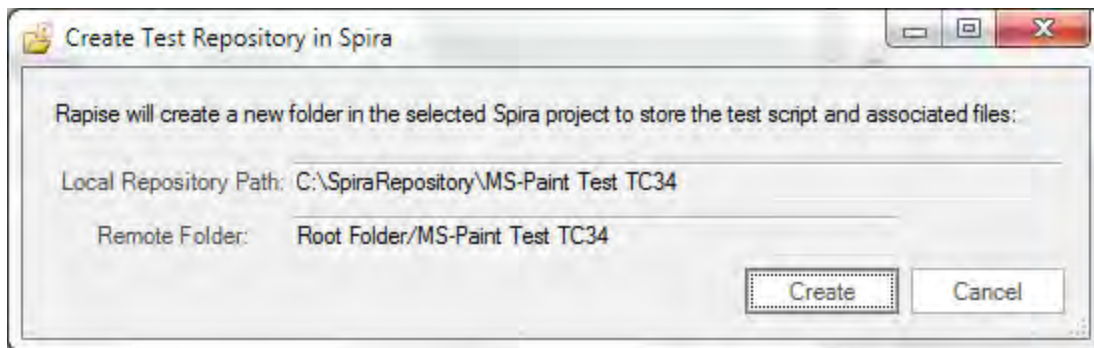 Create Test Repository in Spira
Rapise will create a new folder in the selected Spira project to store the test script and associated files:
Local Repository Path: C:\SpiraRepository\MS-Paint Test TC34
Remote Folder: Root Folder/MS-Paint Test TC34
Create Cancel